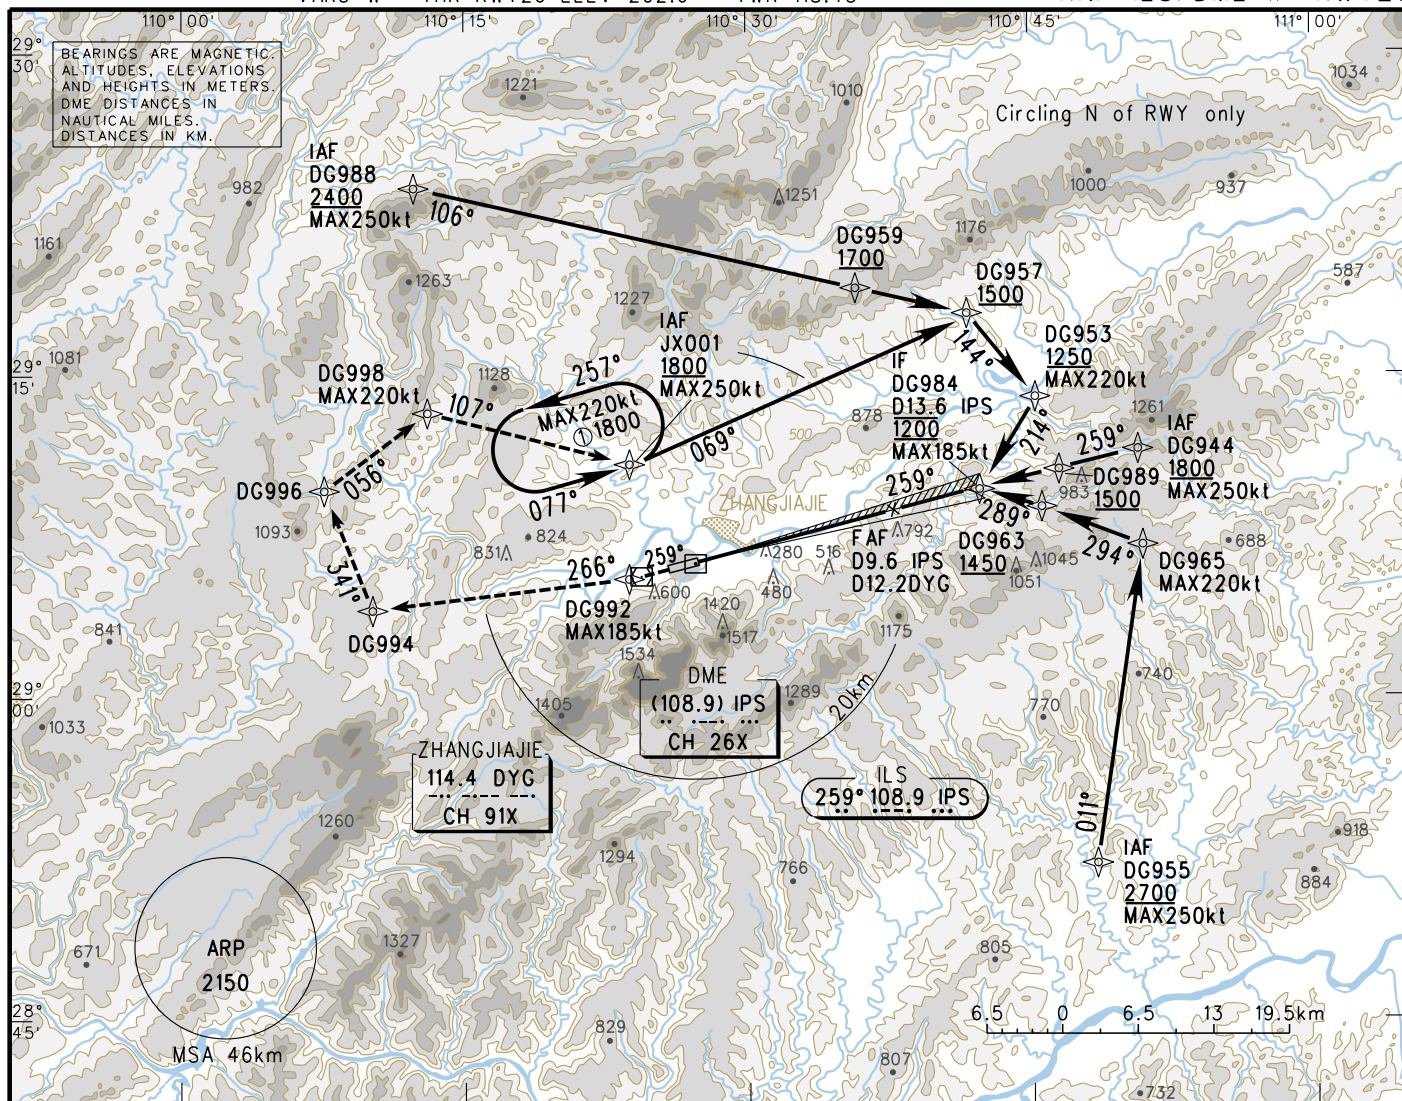 110° 00'
110° 15'
110° 30'
110° 45'
111° 00'
29°
30'
BEARINGS ARE MAGNETIC.
ALTITUDES, ELEVATIONS
AND HEIGHTS IN METERS.
DME DISTANCES IN
NAUTICAL MILES.
DISTANCES IN KM.
1221
1010
1034
Circling N of RWY only
IAF
DG988
2400
MAX250kt
106°
982
1251
1000
937
1161
1263
1227
DG959
1700
1176
DG957
1500
587
IAF
JX001
1800
MAX250kt
144°
DG953
1250
MAX220kt
29°
15'
1081
DG998
MAX220kt
1128
107°
257°
MAX220kt
1800
069°
077°
IF
DG984
D13.6 IPS
1200
MAX185kt
878
500
300
214°
1261
259°
IAF
DG944
1800
MAX250kt
DG996
056°
1093
341°
ZHANGJIAJIE
259°
983
DG989
1500
289°
294°
831
824
266°
259°
280
516
792
FAF
D9.6 IPS
D12.2DYG
DG963
1450
1045
1051
688
DG965
MAX220kt
DG992
MAX185kt
600
480
1420
1517
1175
841
DG994
1534
29°
00'
1033
1405
DME
(108.9) IPS
CH 26X
1289
20km
770
740
ZHANGJIAJIE
114.4 DYG
CH 91X
ILS
259° 108.9 IPS
011°
1260
1294
766
918
884
IAF
DG955
2700
MAX250kt
ARP
2150
671
1327
805
28°
45'
MSA 46km
829
807
732
6.5 0 6.5 13 19.5km